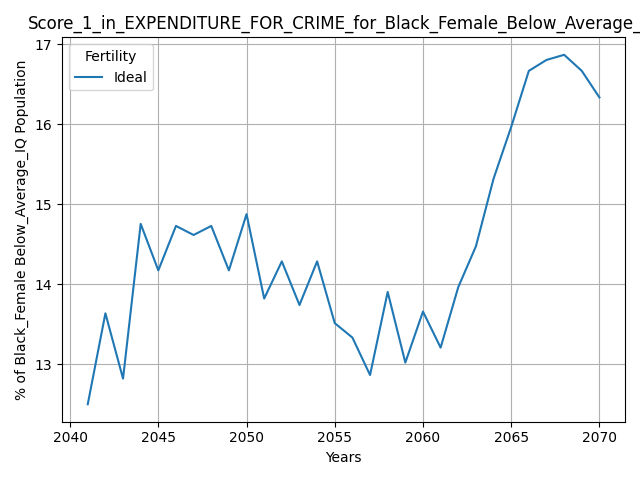 Score_1_in_EXPENDITURE_FOR_CRIME_for_Black_Female_Below_Average_
Fertility
Ideal
% of Black_Female Below_Average_IQ Population
17
16
15
14
13
2040 2045 2050 2055 2060 2065 2070
Years